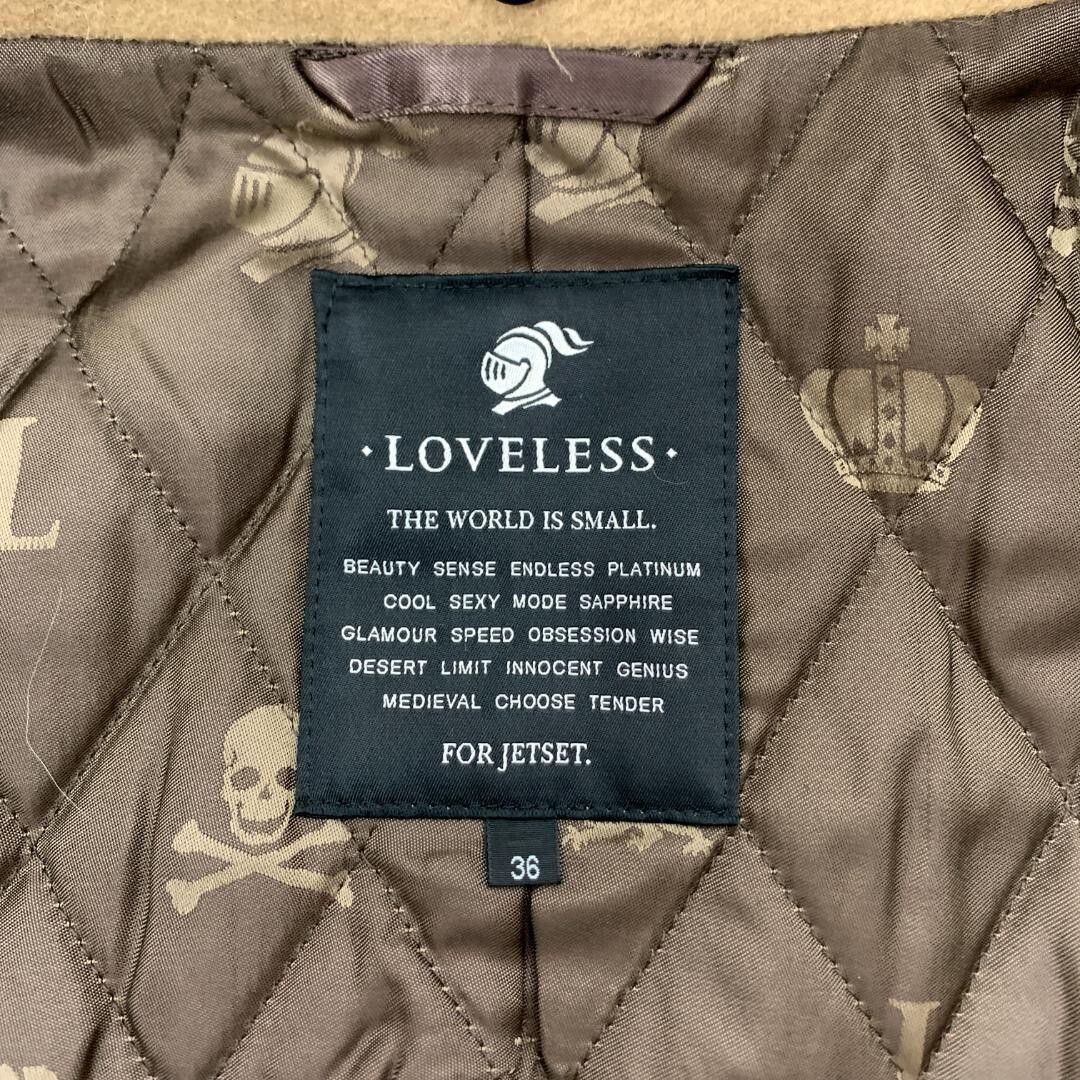 · LOVELESS ·
THE WORLD IS SMALL.
BEAUTY SENSE ENDLESS PLATINUM
COOL SEXY MODE SAPPHIRE
GLAMOUR SPEED OBSESSION WISE
DESERT LIMIT INNOCENT GENIUS
MEDIEVAL CHOOSE TENDER
FOR JETSET.
36
L